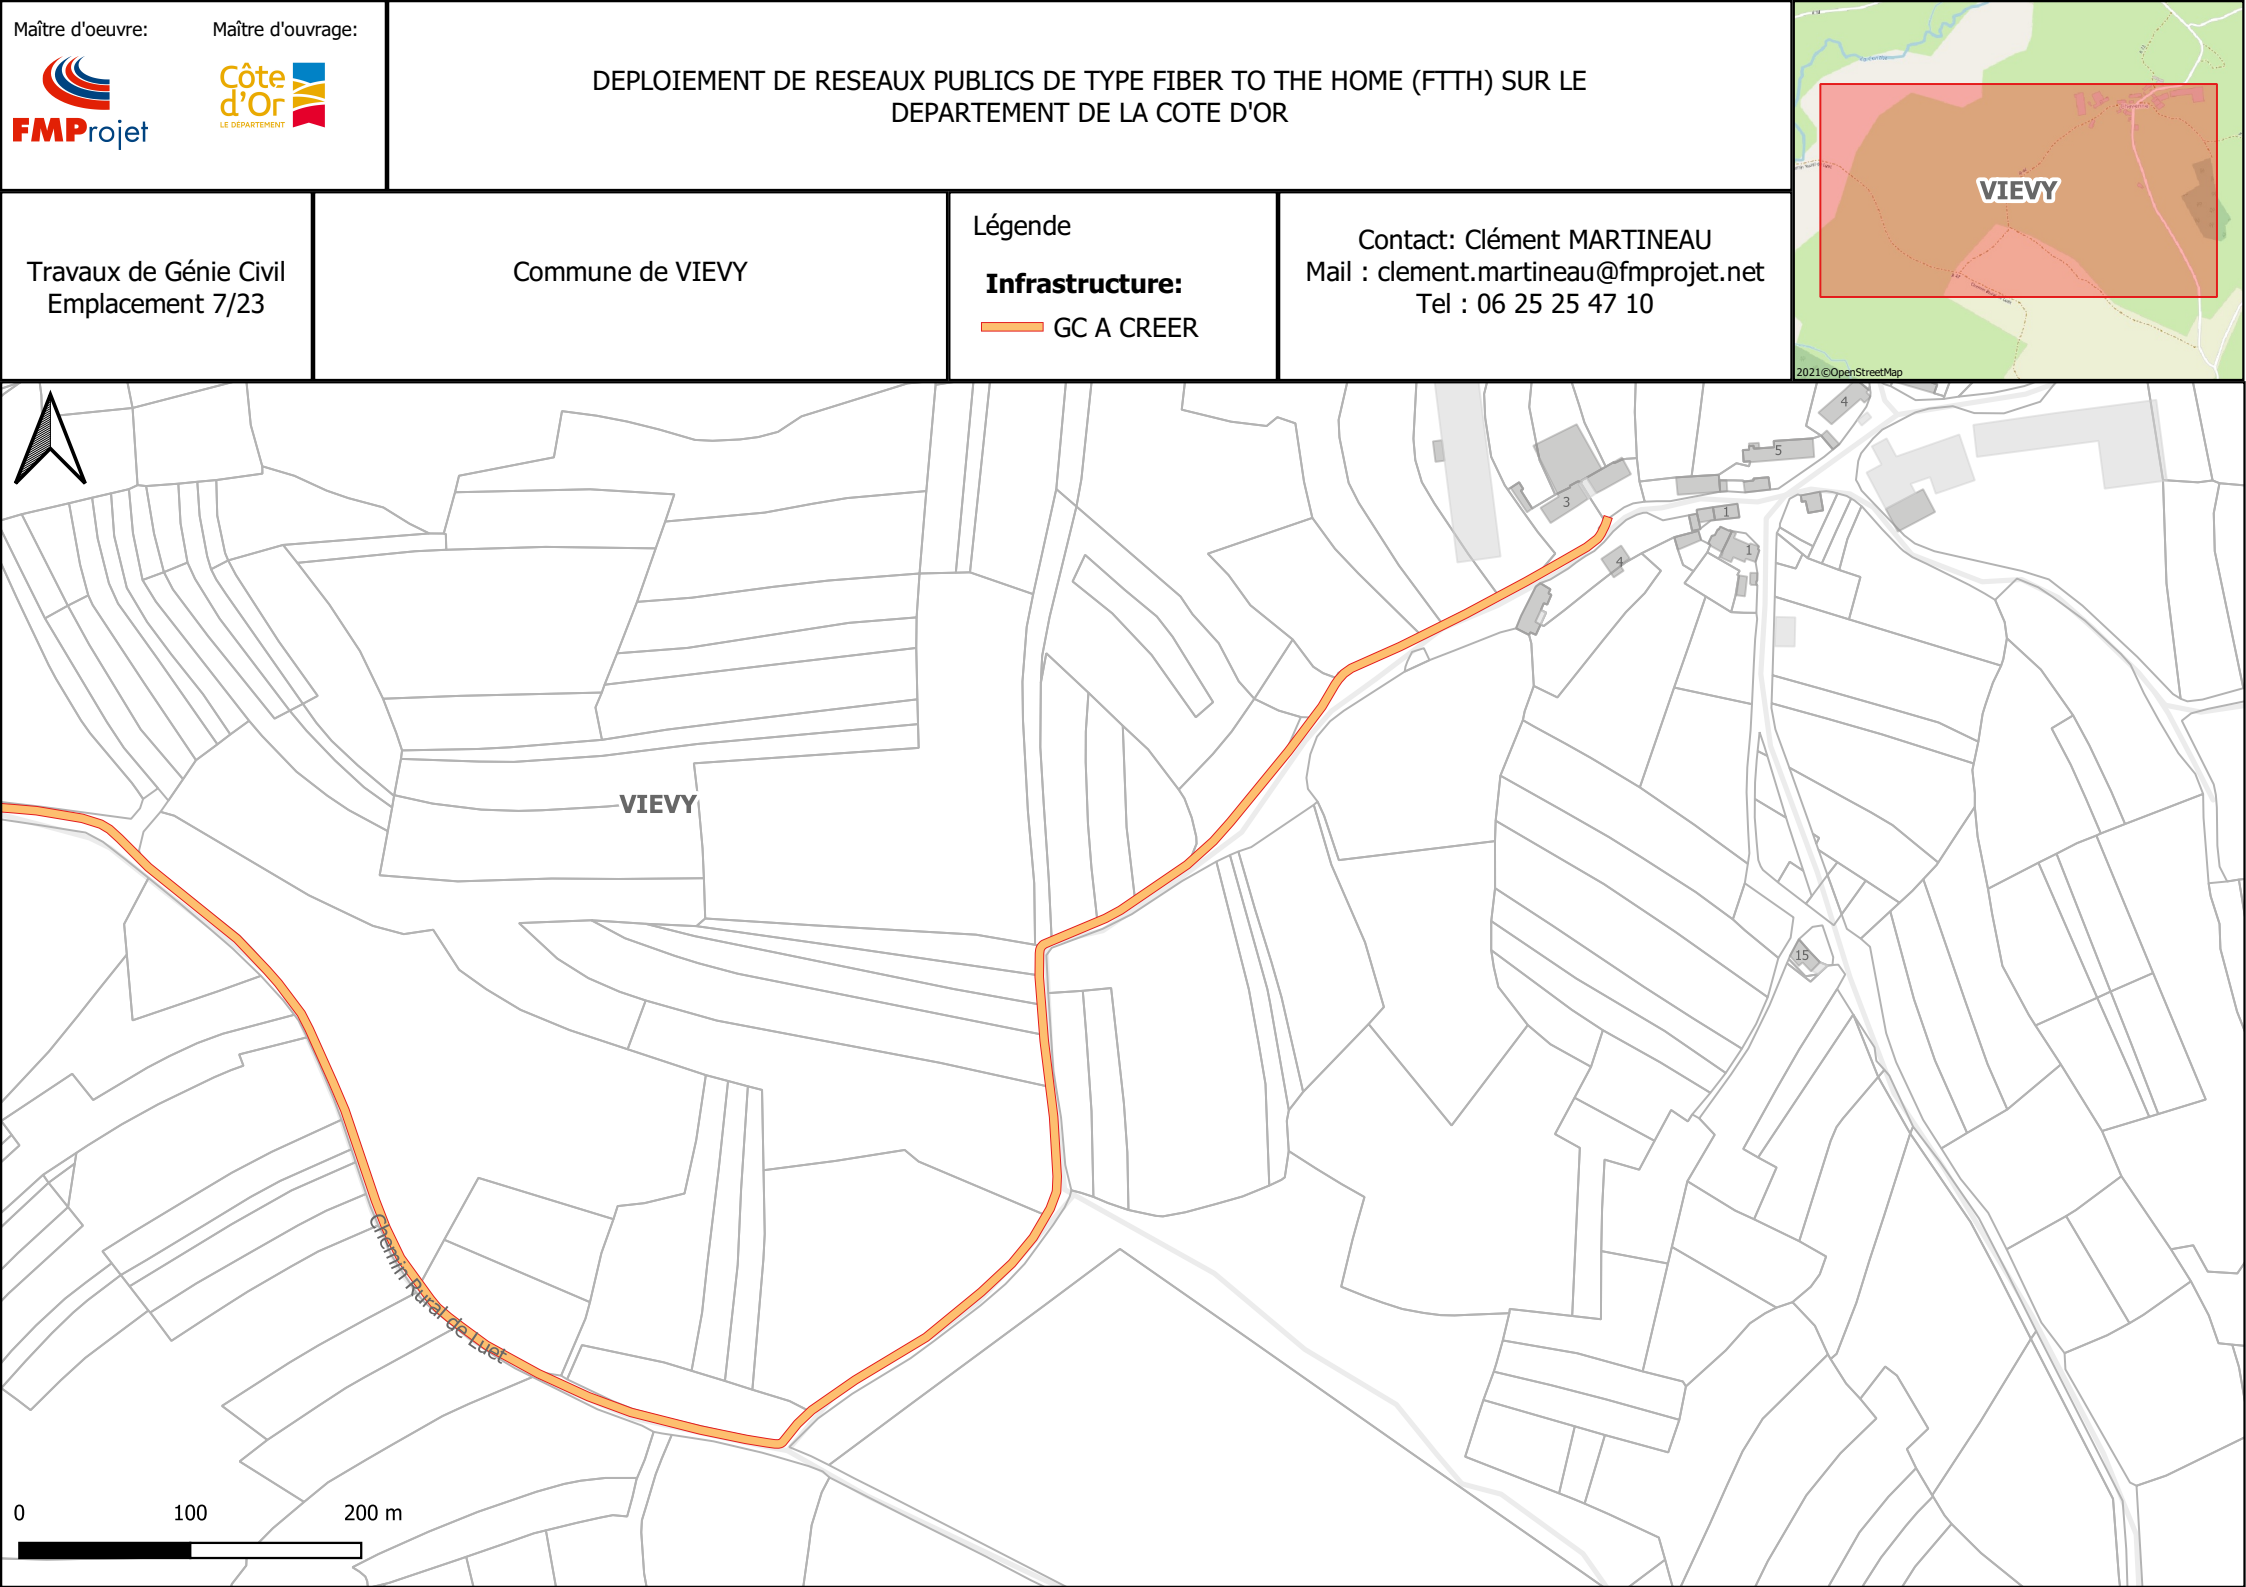 Maître d'oeuvre:
Maître d'ouvrage:
FMProjet
Côte
d'Or
LE DÉPARTEMENT
DEPLOIEMENT DE RESEAUX PUBLICS DE TYPE FIBER TO THE HOME (FTTH) SUR LE
DEPARTEMENT DE LA COTE D'OR
VIEVY
2021©OpenStreetMap
Travaux de Génie Civil
Emplacement 7/23
Commune de VIEVY
Légende
Infrastructure:
GC A CREER
Contact: Clément MARTINEAU
Mail : clement.martineau@fmprojet.net
Tel : 06 25 25 47 10
4
5
3
1
1
4
VIEVY
15
Chemin Rural de Luet
0 100 200 m